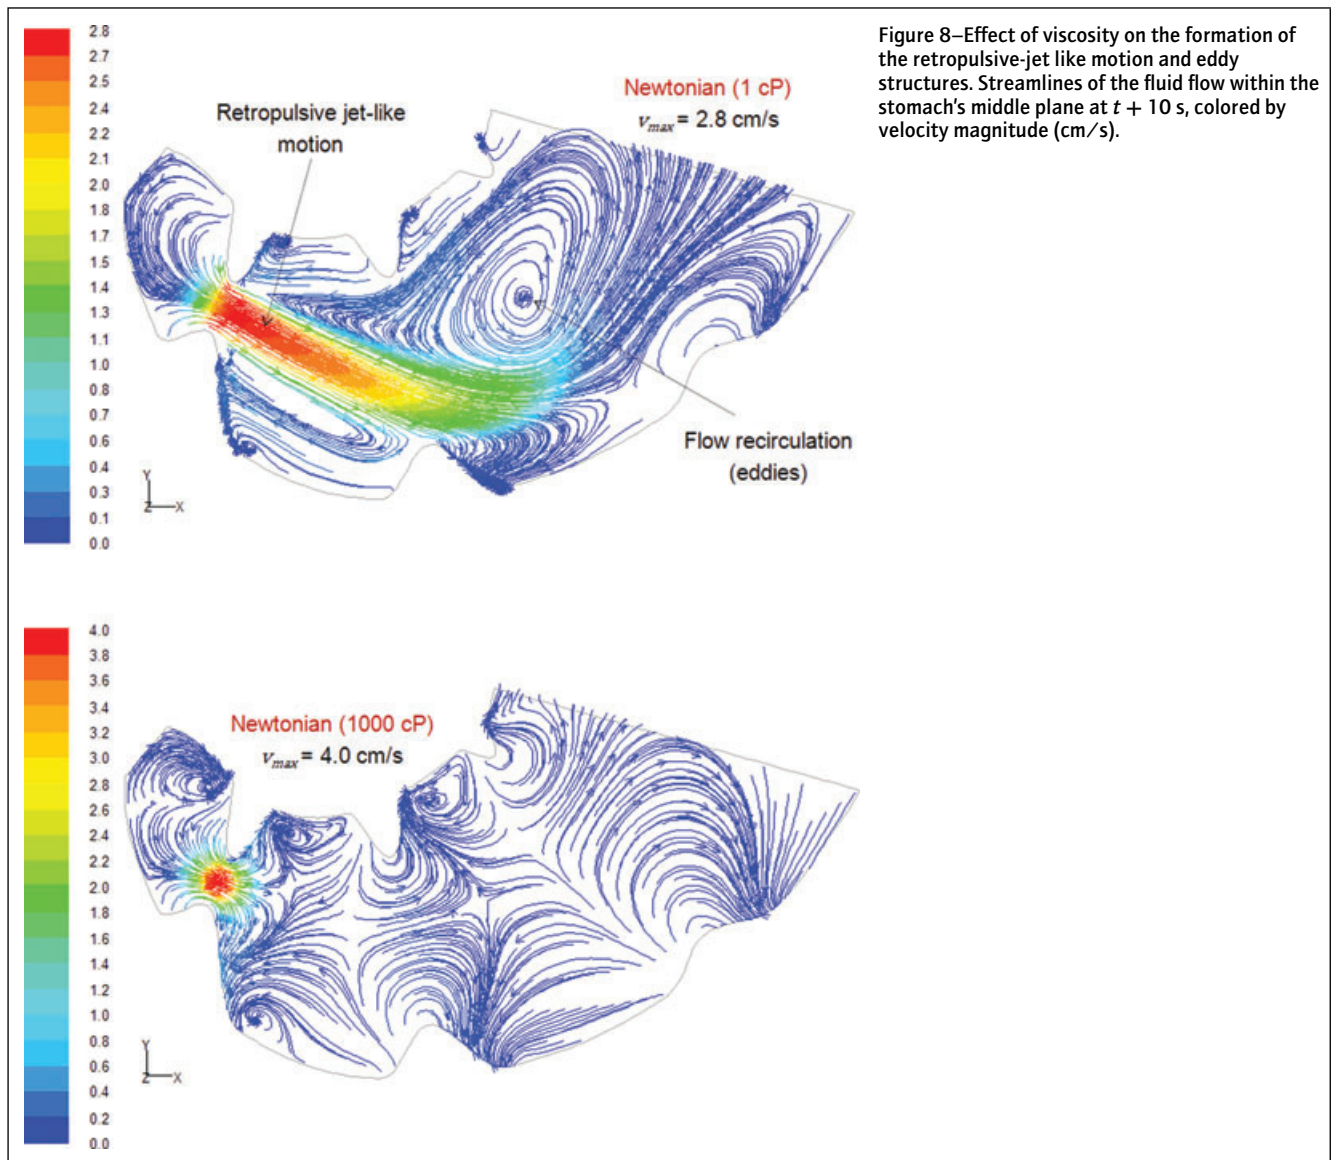 Figure 8–Effect of viscosity on the formation of
the retropulsive-jet like motion and eddy
structures. Streamlines of the fluid flow within the
stomach's middle plane at t + 10 s, colored by
velocity magnitude (cm/s).
2.8
2.7
2.5
2.4
2.2
2.1
2.0
1.8
1.7
1.5
1.4
1.3
1.1
1.0
0.8
0.7
0.6
0.4
0.3
0.1
0.0
Newtonian (1 cP)
vmax = 2.8 cm/s
Retropulsive jet-like
motion
Flow recirculation
(eddies)
Y
Z X
4.0
3.8
3.6
3.4
3.2
3.0
2.8
2.6
2.4
2.2
2.0
1.8
1.6
1.4
1.2
1.0
0.8
0.6
0.4
0.2
0.0
Newtonian (1000 cP)
vmax = 4.0 cm/s
Y
Z X